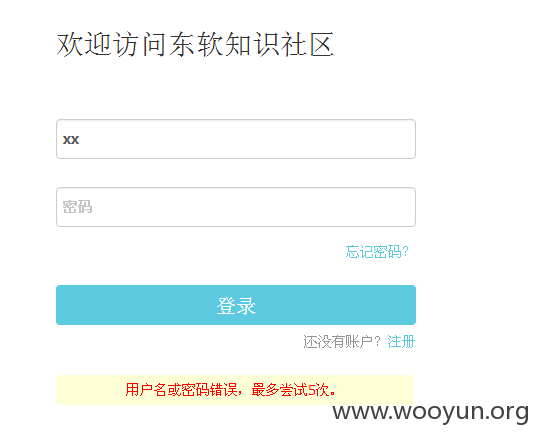 欢迎访问东软知识社区
xx
密码
忘记密码?
登录
还没有账户? 注册
用户名或密码错误，最多尝试5次。
www.wooyun.org